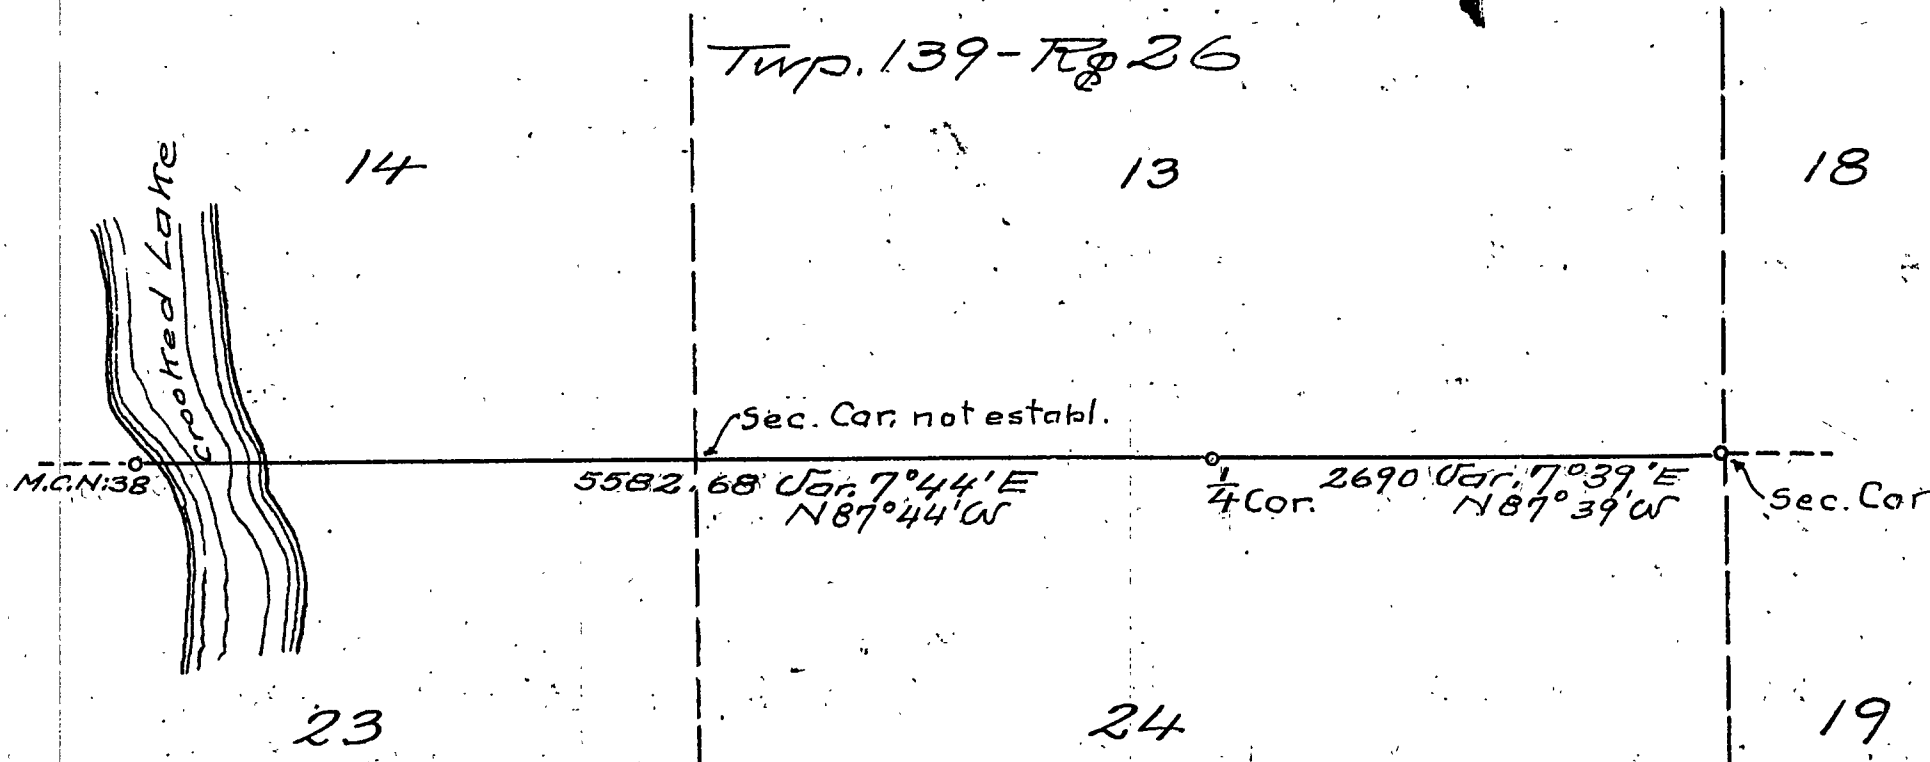 Twp. 139 - Rge 26
14
13
18
Crooked Lake
Sec. Cor. not establ.
M.C.N:38
5582.68 Var. 7°44'E
N87°44'W
1/4 Cor.
2690 Var. 7°39'E
N87°39'W
Sec. Cor
23
24
19